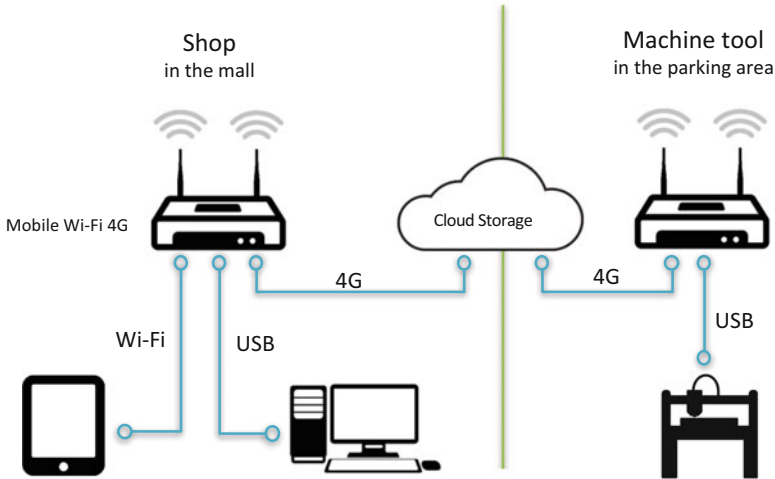 Shop
in the mall
Machine tool
in the parking area
Mobile Wi-Fi 4G
Cloud Storage
4G
4G
Wi-Fi
USB
USB